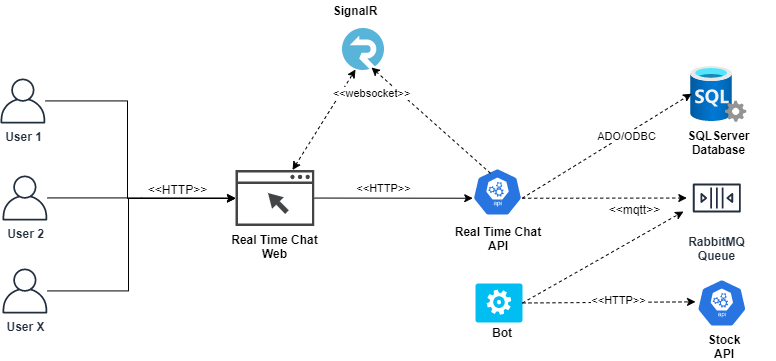 SignalR
<<websocket>>
User 1
ADO/ODBC
SQL
SQL Server
Database
<<HTTP>>
<<HTTP>>
api
<<mqtt>>
User 2
Real Time Chat
Web
Real Time Chat
API
RabbitMQ
Queue
<<HTTP>>
api
User X
Bot
Stock
API